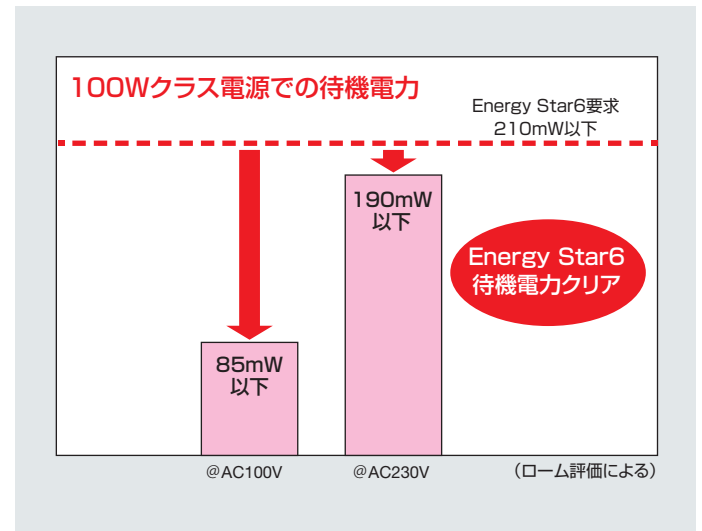 100Wクラス電源での待機電力
Energy Star6要求
210mW以下
190mW
以下
Energy Star6
待機電力クリア
85mW
以下
@AC100V
@AC230V
(ローム評価による)